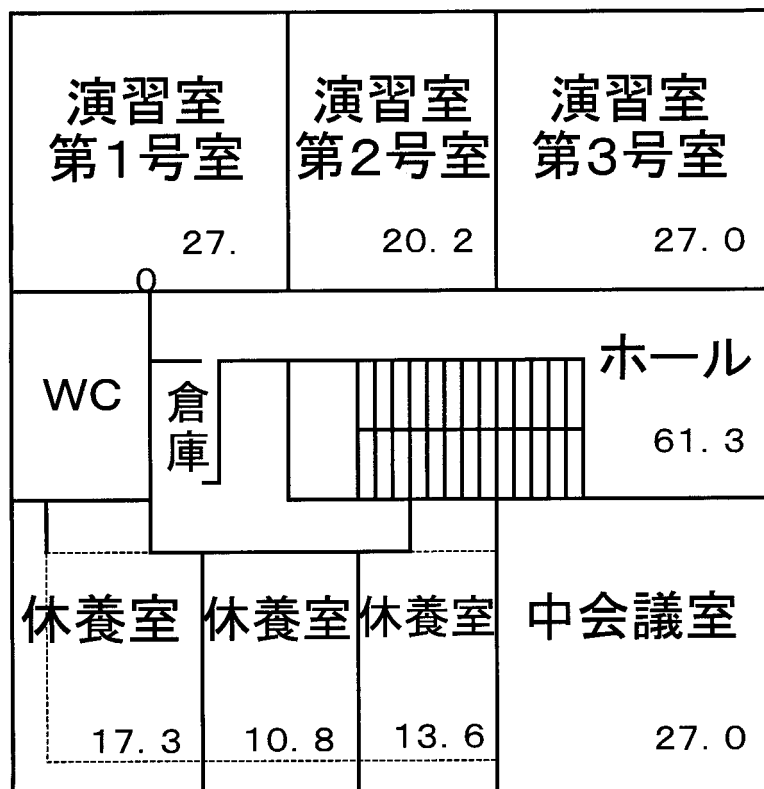 演習室
第1号室
27.
0
演習室
第2号室
20.2
演習室
第3号室
27.0
WC
倉
庫
ホール
61.3
休養室
17.3
休養室
10.8
休養室
13.6
中会議室
27.0